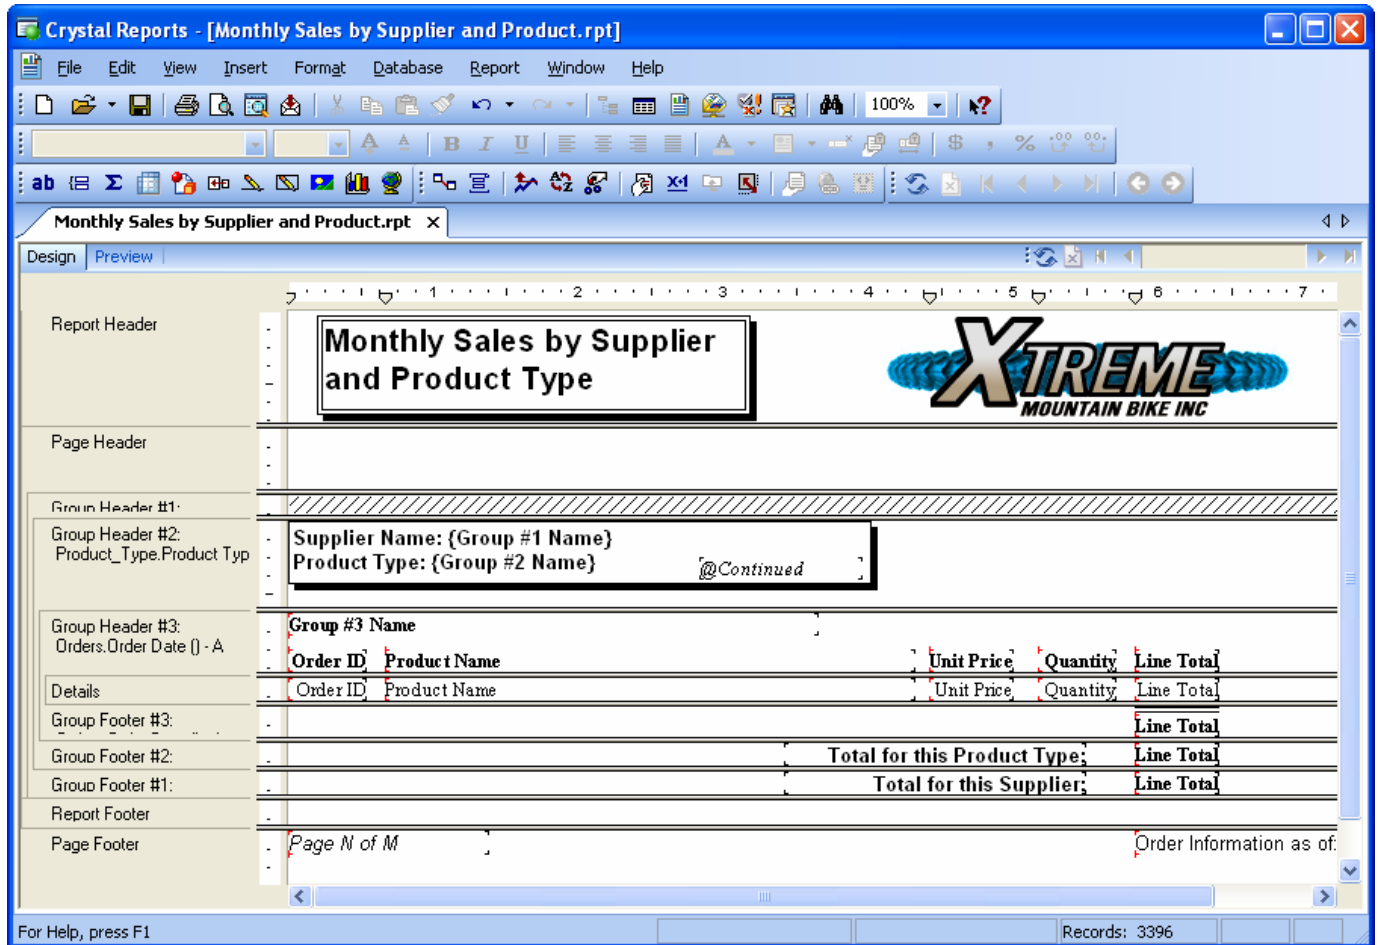 Crystal Reports - [Monthly Sales by Supplier and Product.rpt]
File Edit View Insert Format Database Report Window Help
100%
B I U A $ , %
ab
Monthly Sales by Supplier and Product.rpt x
Design Preview
1 2 3 4 5 6 7
Report Header
Monthly Sales by Supplier
and Product Type
XTREME
MOUNTAIN BIKE INC
Page Header
Group Header #1:
Group Header #2:
Product_Type.Product Typ
Supplier Name: {Group #1 Name}
Product Type: {Group #2 Name}
@Continued
Group Header #3:
Orders.Order Date () - A
Group #3 Name
Order ID Product Name Unit Price Quantity Line Total
Details
Order ID Product Name Unit Price Quantity Line Total
Group Footer #3:
Line Total
Group Footer #2:
Total for this Product Type: Line Total
Group Footer #1:
Total for this Supplier: Line Total
Report Footer
Page Footer
Page N of M
Order Information as of:
For Help, press F1
Records: 3396